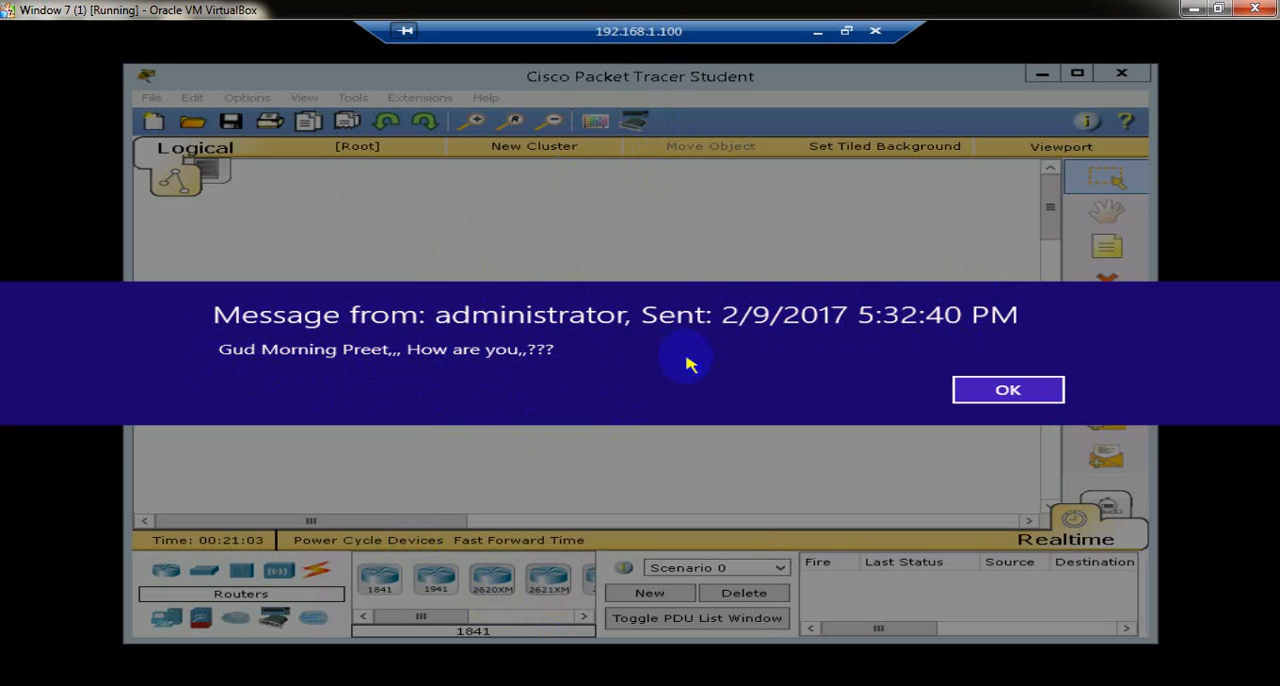 Window 7 (1) [Running] - Oracle VM VirtualBox
192.168.1.100
Cisco Packet Tracer Student
File Edit Options View Tools Extensions Help
Logical [Root] New Cluster Move Object Set Tiled Background Viewport
Message from: administrator, Sent: 2/9/2017 5:32:40 PM
Gud Morning Preet,,, How are you,,???
OK
Time: 00:21:03 Power Cycle Devices Fast Forward Time Realtime
Scenario 0 Fire Last Status Source Destination
1841 1941 2620XM 2621XM
Routers New Delete
Toggle PDU List Window
1841